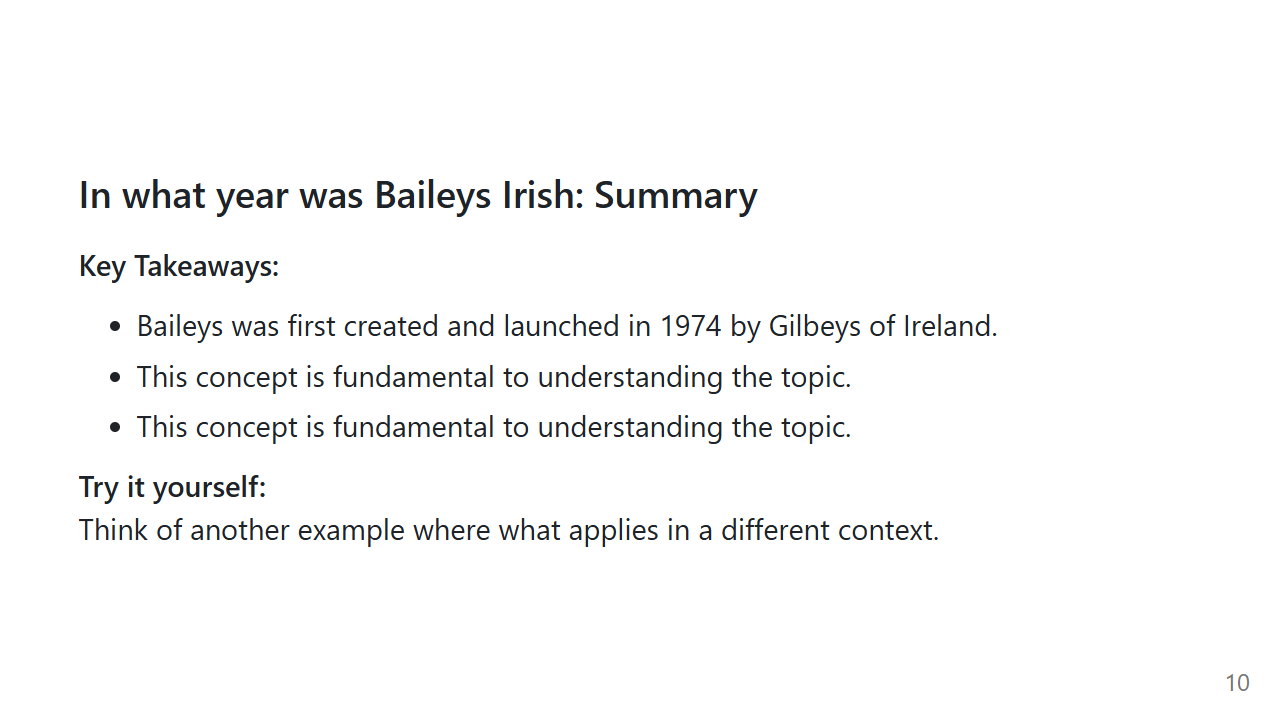 In what year was Baileys Irish: Summary
Key Takeaways:
• Baileys was first created and launched in 1974 by Gilbeys of Ireland.
• This concept is fundamental to understanding the topic.
• This concept is fundamental to understanding the topic.
Try it yourself:
Think of another example where what applies in a different context.
10